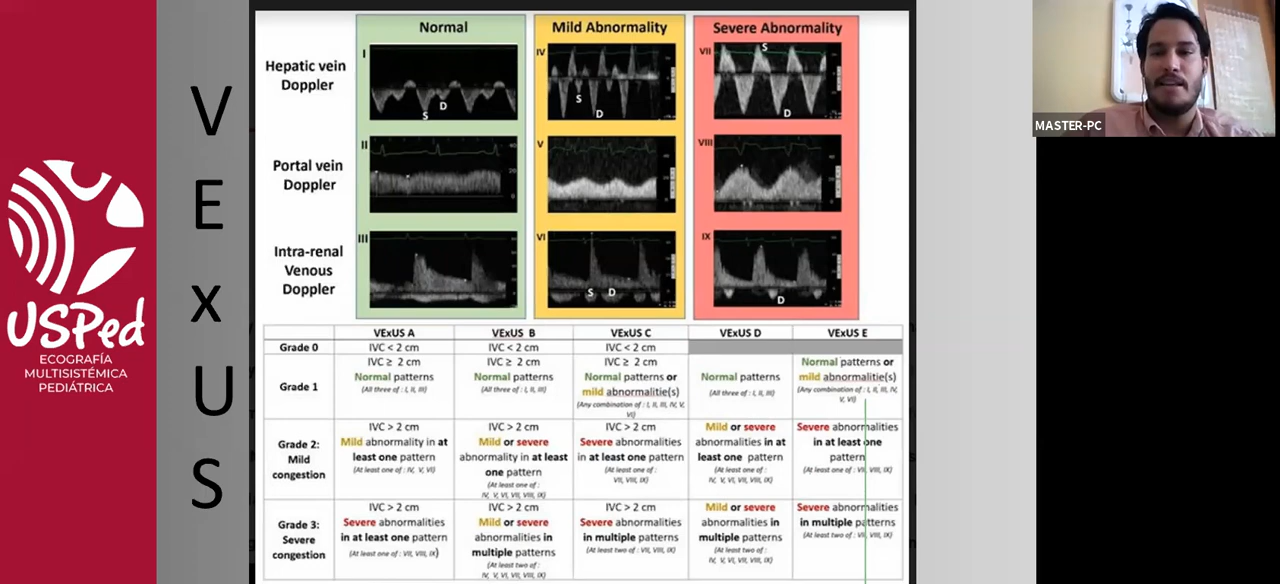 V
E
x
U
S
USPed
ECOGRAFÍA
MULTISISTÉMICA
PEDIÁTRICA
Normal
Mild Abnormality
Severe Abnormality
Hepatic vein
Doppler
I
S
D
IV
S
D
VII
S
D
Portal vein
Doppler
II
V
VIII
Intra-renal
Venous
Doppler
III
VI
S D
IX
D
VExUS A VExUS B VExUS C VExUS D VExUS E
Grade 0 IVC < 2 cm IVC < 2 cm IVC < 2 cm
Grade 1
IVC ≥ 2 cm
Normal patterns
(All three of : I, II, III)
IVC ≥ 2 cm
Normal patterns
(All three of : I, II, III)
IVC ≥ 2 cm
Normal patterns or
mild abnormalitie(s)
(Any combination of : I, II, III, IV, V,
VI)
Normal patterns
(All three of : I, II, III)
Normal patterns or
mild abnormalitie(s)
(Any combination of : I, II, III, IV,
V, VI)
Grade 2:
Mild
congestion
IVC > 2 cm
Mild abnormality in at
least one pattern
(At least one of : IV, V, VI)
IVC > 2 cm
Mild or severe
abnormality in at least
one pattern
(At least one of :
IV, V, VI, VII, VIII, IX)
IVC > 2 cm
Severe abnormalities
in at least one pattern
(At least one of :
VII, VIII, IX)
Mild or severe
abnormalities in at
least one pattern
(At least one of :
IV, V, VI, VII, VIII, IX)
Severe abnormalities
in at least one
pattern
(At least one of : VII, VIII, IX)
Grade 3:
Severe
congestion
IVC > 2 cm
Severe abnormalities
in at least one pattern
(At least one of : VII, VIII, IX)
IVC > 2 cm
Mild or severe
abnormalities in
multiple patterns
(At least two of :
IV, V, VI, VII, VIII, IX)
IVC > 2 cm
Severe abnormalities
in multiple patterns
(At least two of : VII, VIII, IX)
Mild or severe
abnormalities in
multiple patterns
(At least two of :
IV, V, VI, VII, VIII, IX)
Severe abnormalities
in multiple patterns
(At least two of : VII, VIII, IX)
MASTER-PC